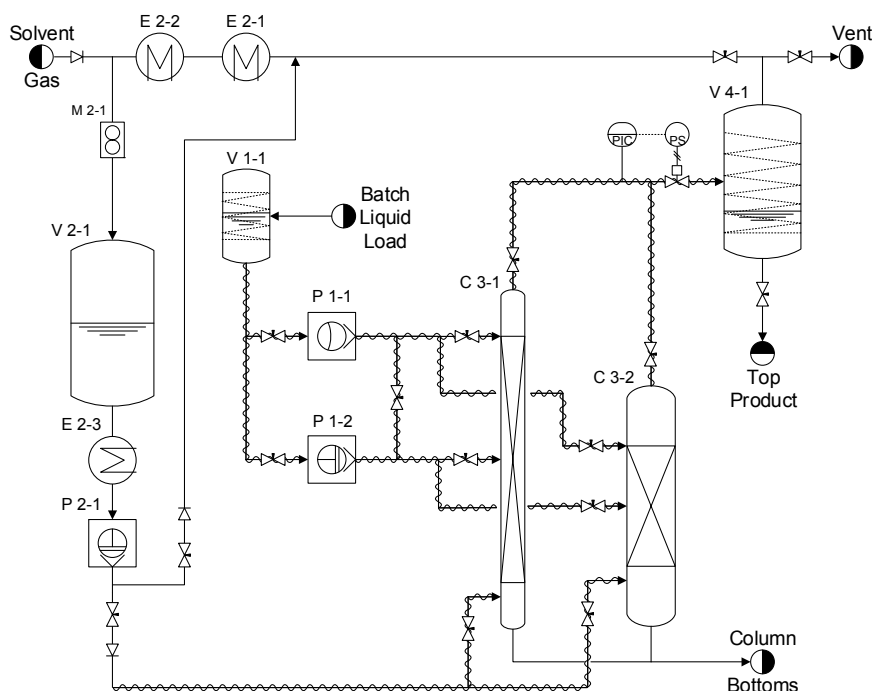 E 2-2
E 2-1
Solvent
Gas
Vent
M 2-1
V 4-1
PIC
PS
V 1-1
Batch
Liquid
Load
V 2-1
C 3-1
P 1-1
C 3-2
Top
Product
E 2-3
P 1-2
P 2-1
Column
Bottoms